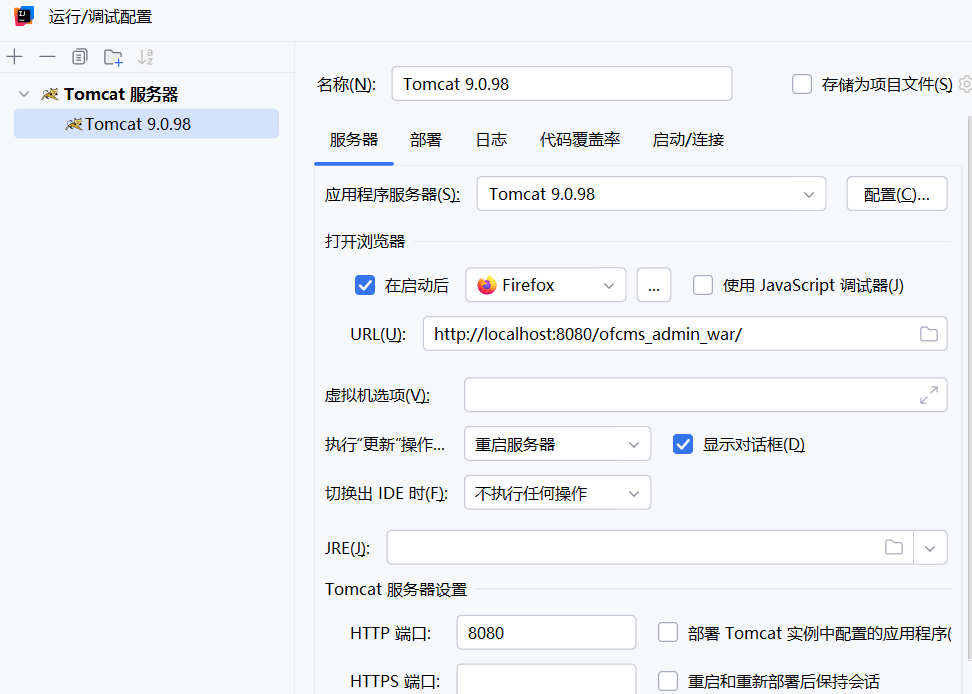 运行/调试配置
Tomcat 服务器
Tomcat 9.0.98
名称(N): Tomcat 9.0.98 存储为项目文件(S)
服务器 部署 日志 代码覆盖率 启动/连接
应用程序服务器(S): Tomcat 9.0.98 配置(C)...
打开浏览器
在启动后 Firefox ... 使用 JavaScript 调试器(J)
URL(U): http://localhost:8080/ofcms_admin_war/
虚拟机选项(V):
执行“更新”操作... 重启服务器 显示对话框(D)
切换出 IDE 时(F): 不执行任何操作
JRE(J):
Tomcat 服务器设置
HTTP 端口: 8080 部署 Tomcat 实例中配置的应用程序(
HTTPS 端口: 重启和重新部署后保持会话